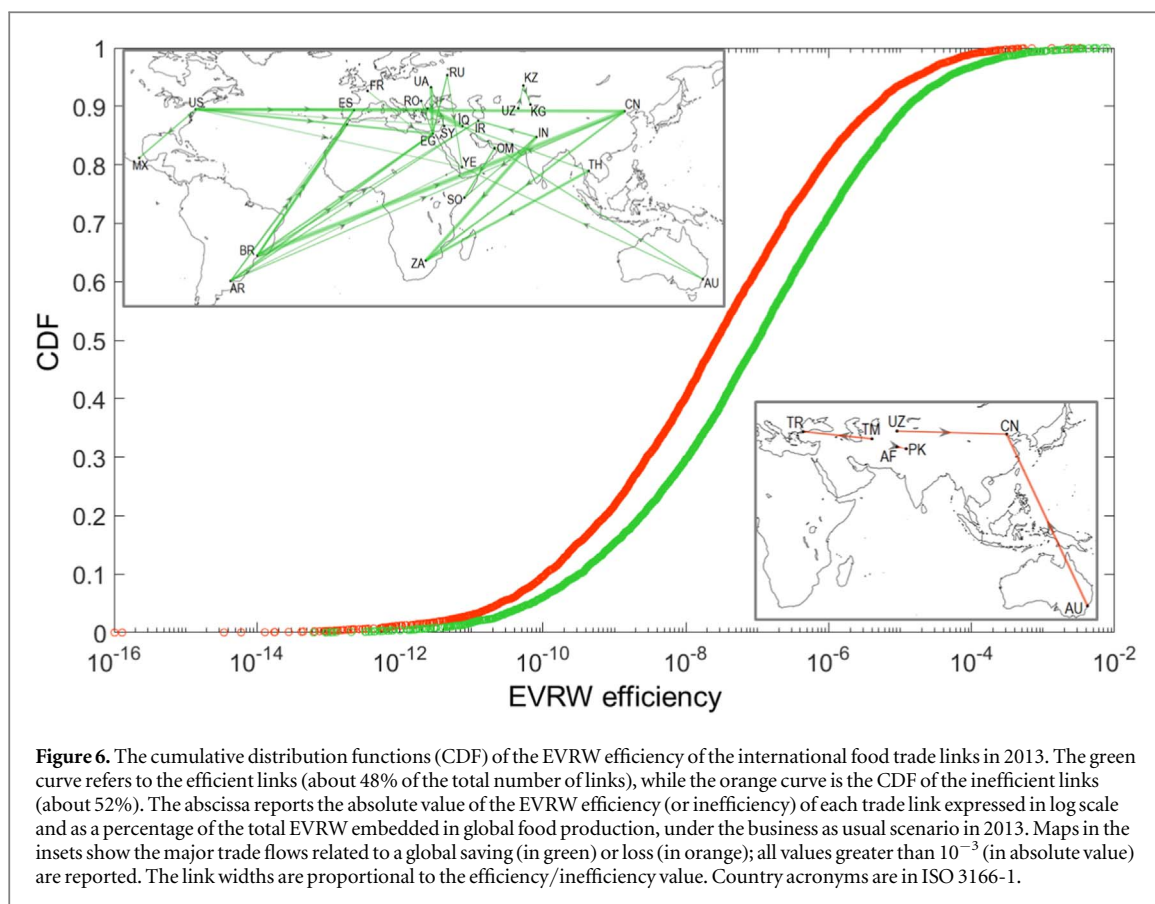 1
0.9
0.8
0.7
0.6
0.5
0.4
0.3
0.2
0.1
0
CDF
US
MX
BR
AR
FR
ES
UA
RU
RO
IQ
IR
SY
EG
YE
OM
SO
ZA
KZ
UZ
KG
IN
CN
TH
AU
TR
TM
UZ
CN
AF
PK
AU
10^-16
10^-14
10^-12
10^-10
10^-8
10^-6
10^-4
10^-2
EVRW efficiency
Figure 6. The cumulative distribution functions (CDF) of the EVRW efficiency of the international food trade links in 2013. The green
curve refers to the efficient links (about 48% of the total number of links), while the orange curve is the CDF of the inefficient links
(about 52%). The abscissa reports the absolute value of the EVRW efficiency (or inefficiency) of each trade link expressed in log scale
and as a percentage of the total EVRW embedded in global food production, under the business as usual scenario in 2013. Maps in the
insets show the major trade flows related to a global saving (in green) or loss (in orange); all values greater than 10^−3 (in absolute value)
are reported. The link widths are proportional to the efficiency/inefficiency value. Country acronyms are in ISO 3166-1.